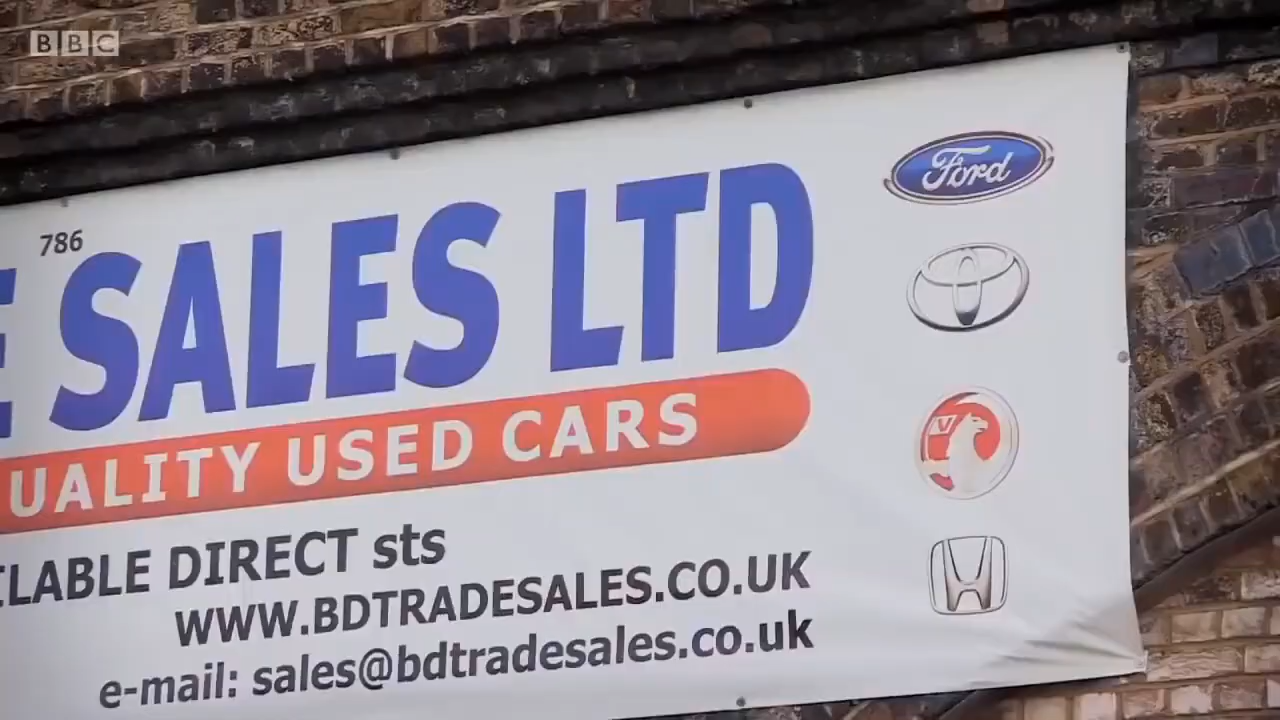 BBC
786
E SALES LTD
UALITY USED CARS
ILABLE DIRECT sts
WWW.BDTRADESALES.CO.UK
e-mail: sales@bdtradesales.co.uk
Ford
V